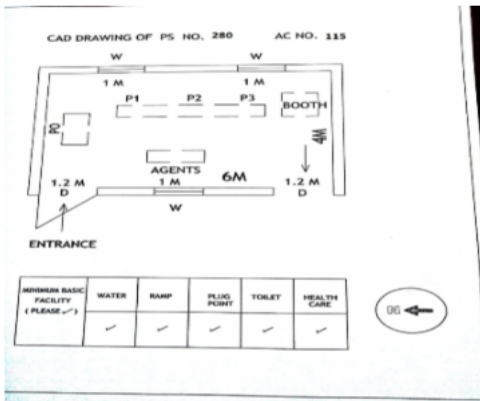 CAD DRAWING OF PS NO. 280 AC NO. 115
W W
1 M 1 M
P1 P2 P3
BOOTH
PO
4M
AGENTS
6M
1.2 M 1 M 1.2 M
D D
W
ENTRANCE
MINIMUM BASIC
FACILITY
( PLEASE ✓ )
WATER
RAMP
PLUG
POINT
TOILET
HEALTH
CARE
✓ ✓ ✓ ✓ ✓
N